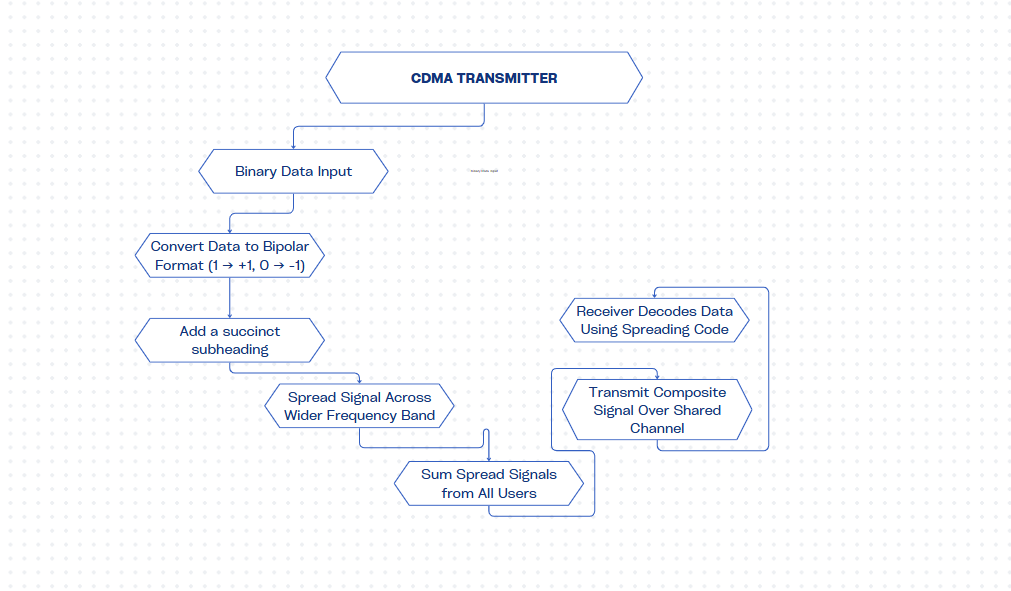 CDMA TRANSMITTER
Binary Data Input
Convert Data to Bipolar
Format (1 → +1, 0 → -1)
Add a succinct
subheading
Spread Signal Across
Wider Frequency Band
Sum Spread Signals
from All Users
Receiver Decodes Data
Using Spreading Code
Transmit Composite
Signal Over Shared
Channel